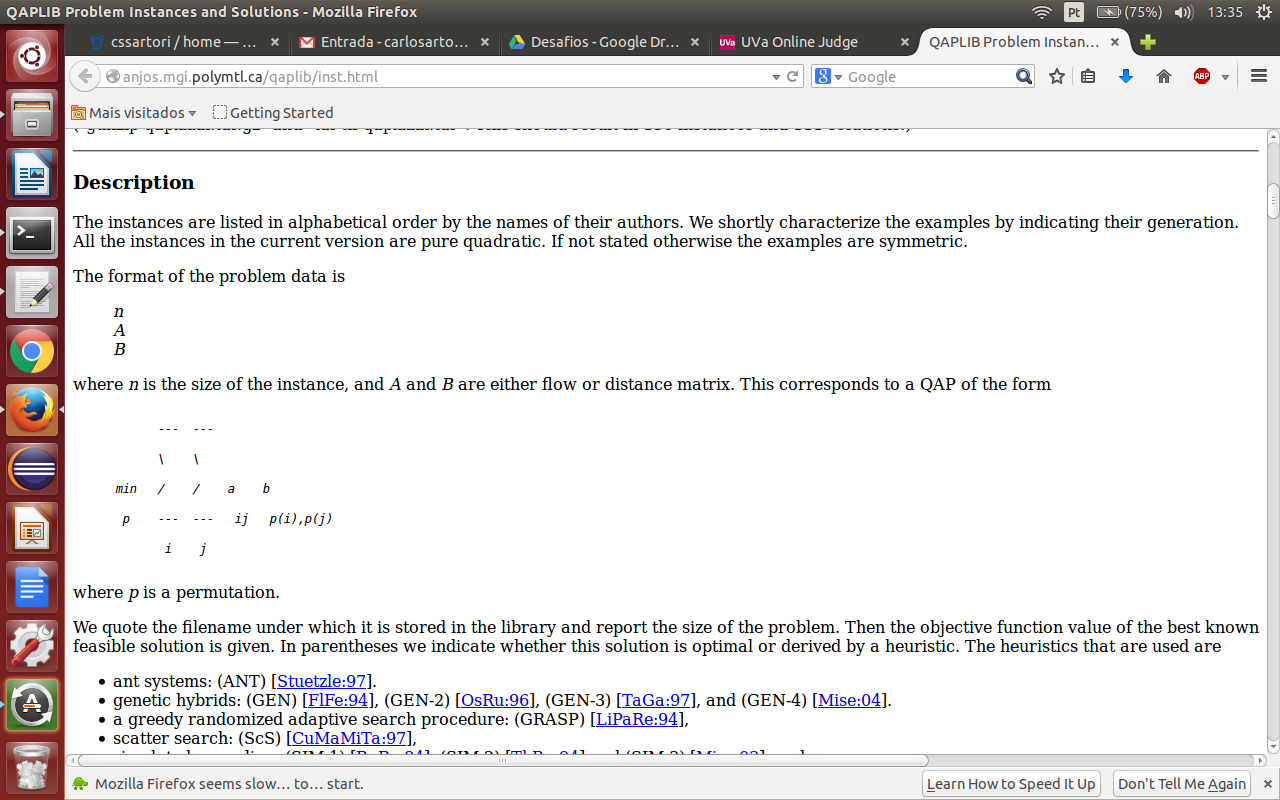 QAPLIB Problem Instances and Solutions - Mozilla Firefox
Pt
(75%)
13:35
cssartori / home — ...
Entrada - carlosarto...
Desafios - Google Dr...
UVa
UVa Online Judge
QAPLIB Problem Instan...
anjos.mgi.polymtl.ca/qaplib/inst.html
Google
ABP
Mais visitados
Getting Started
Description
The instances are listed in alphabetical order by the names of their authors. We shortly characterize the examples by indicating their generation.
All the instances in the current version are pure quadratic. If not stated otherwise the examples are symmetric.
The format of the problem data is
n
A
B
where n is the size of the instance, and A and B are either flow or distance matrix. This corresponds to a QAP of the form
--- ---
\ \
min / / a b
p --- --- ij p(i),p(j)
i j
where p is a permutation.
We quote the filename under which it is stored in the library and report the size of the problem. Then the objective function value of the best known
feasible solution is given. In parentheses we indicate whether this solution is optimal or derived by a heuristic. The heuristics that are used are
• ant systems: (ANT) [Stuetzle:97].
• genetic hybrids: (GEN) [FlFe:94], (GEN-2) [OsRu:96], (GEN-3) [TaGa:97], and (GEN-4) [Mise:04].
• a greedy randomized adaptive search procedure: (GRASP) [LiPaRe:94],
• scatter search: (ScS) [CuMaMiTa:97],
Mozilla Firefox seems slow... to... start.
Learn How to Speed It Up
Don't Tell Me Again